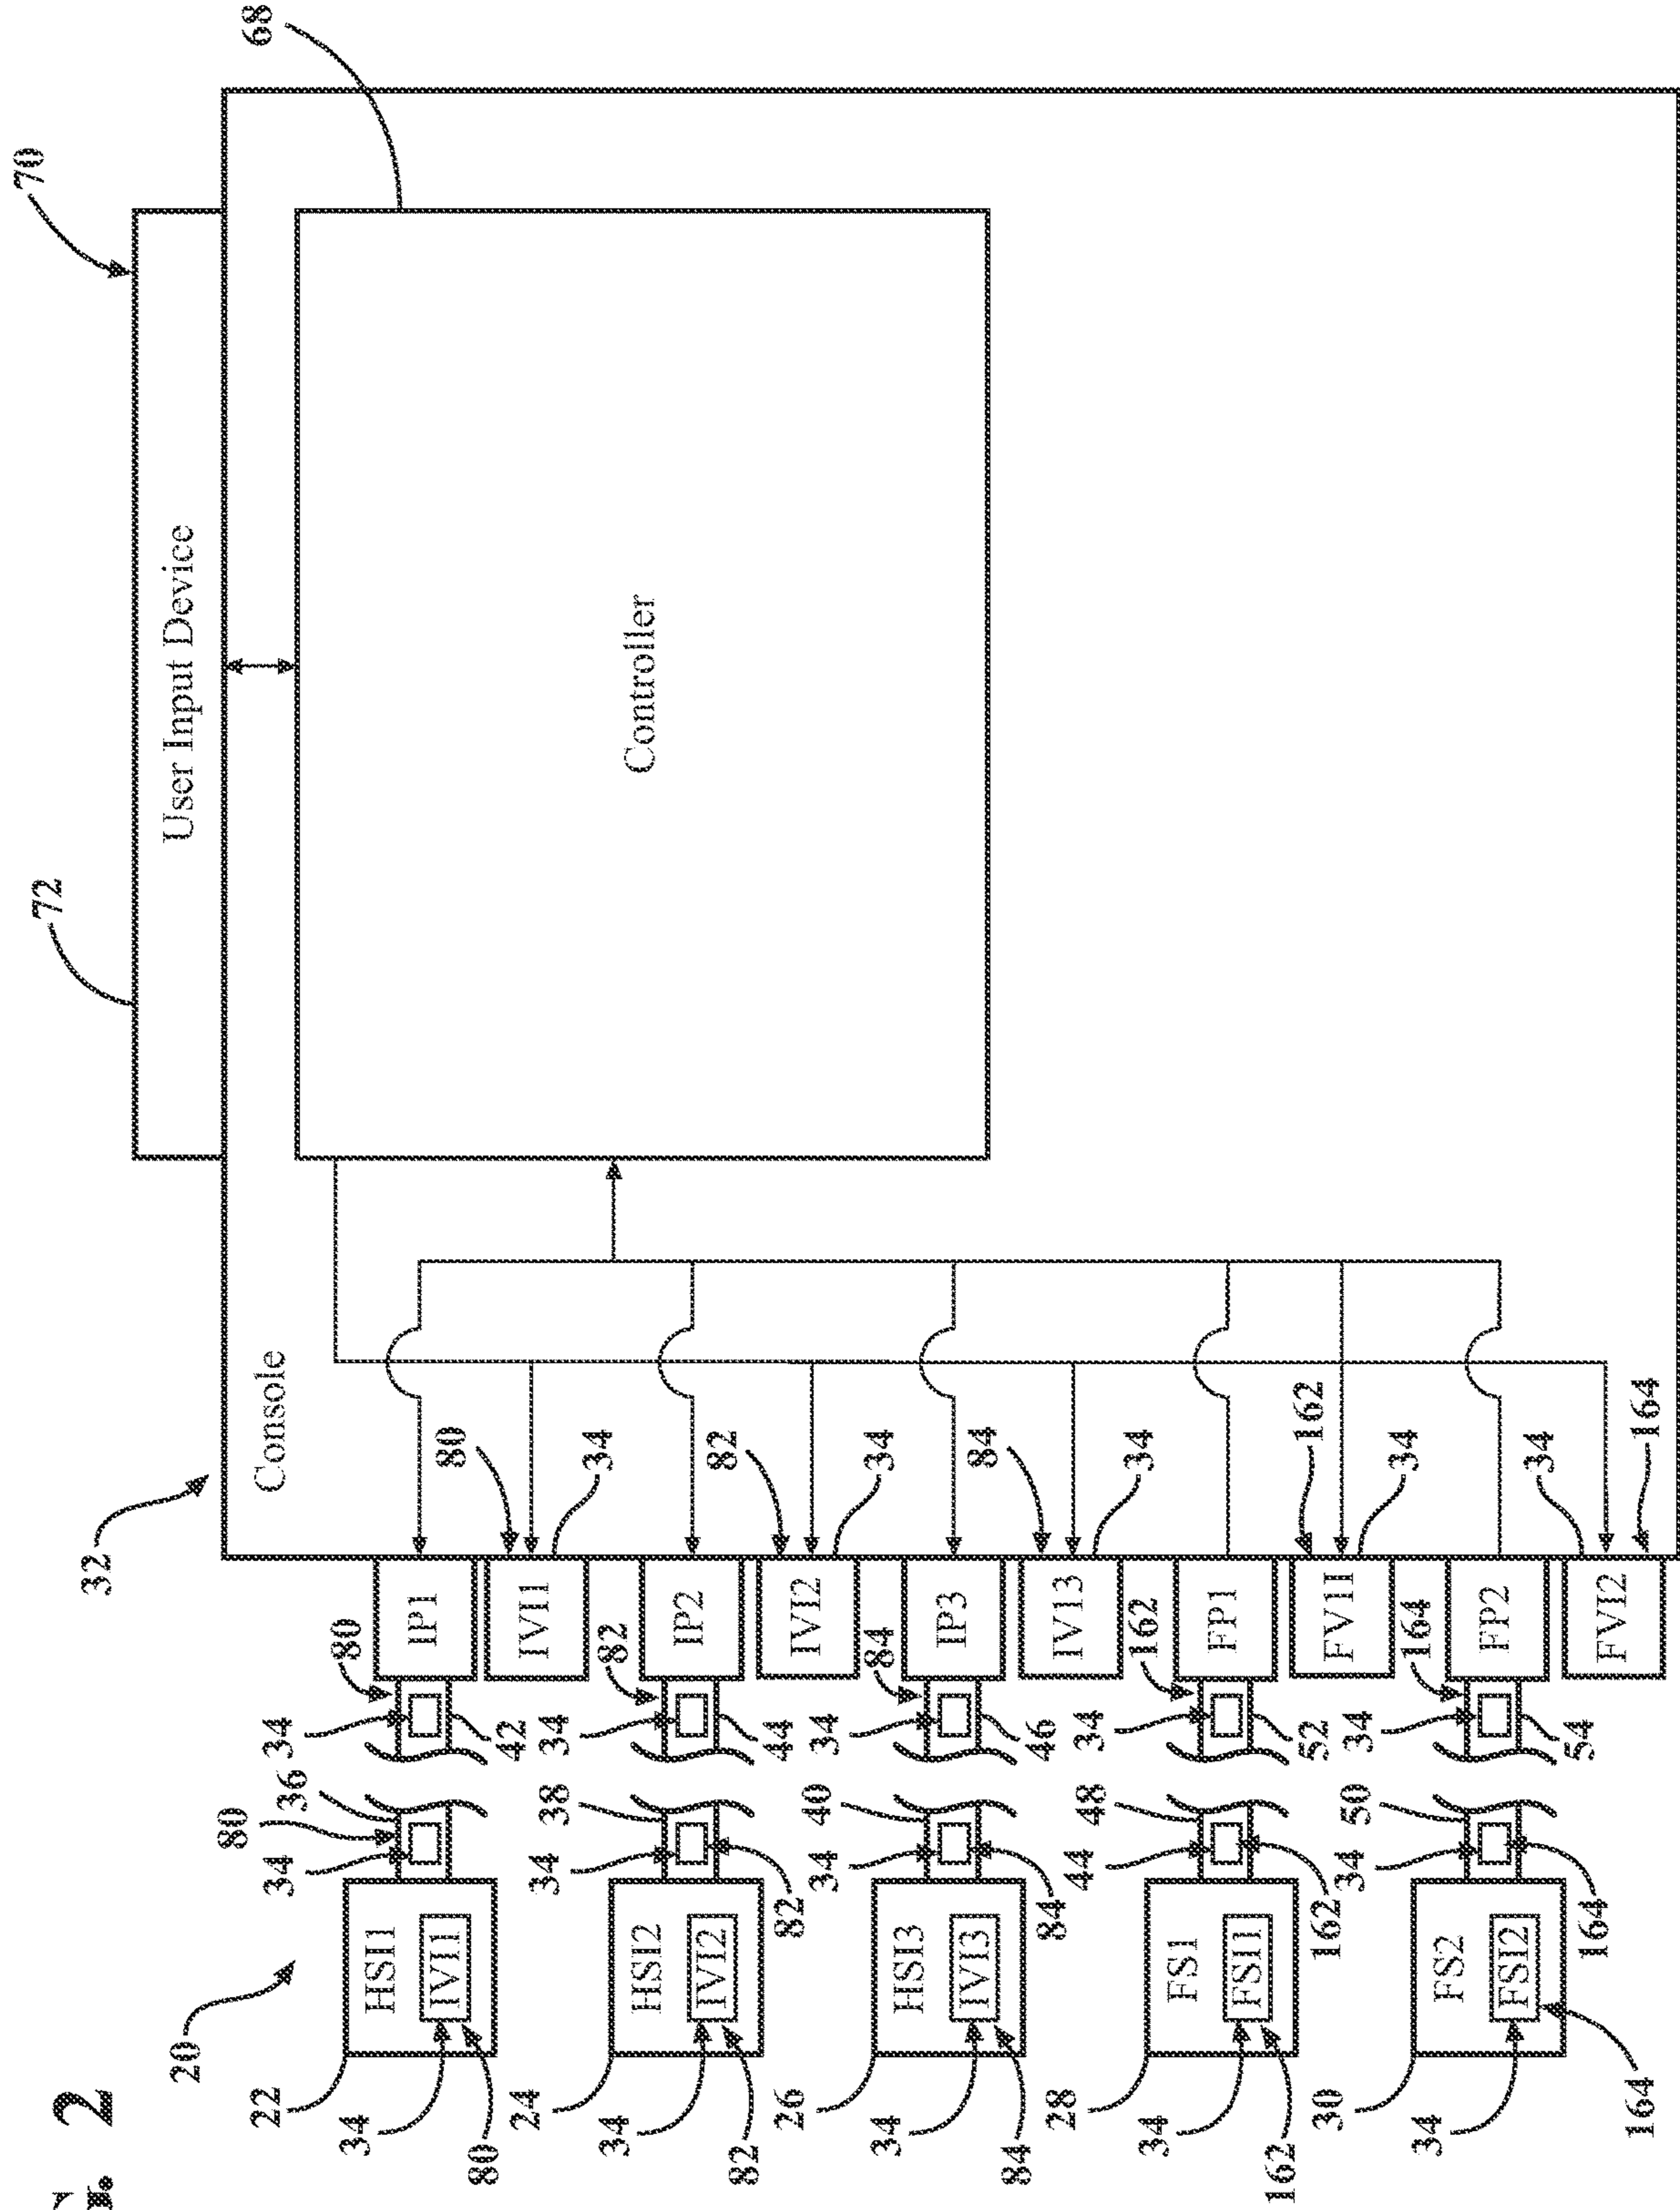 70
72
G. 2
32
20
User Input Device
80
22
34
36
34
Console
68
34
HSI1
80
IP1
IVI1
80
80
42
IVI1
24
34
38
34
34
82
34
HSI2
Controller
IP2
IVI2
82
82
82
44
IVI2
26
34
40
34
34
84
34
HSI3
IP3
IVI3
84
84
84
46
IV13
28
44
48
34
34
162
34
FS1
FP1
FSI1
162
162
162
52
FV1I
30
34
50
34
34
164
34
FS2
FP2
FSI2
34
164
54
FVI2
164
164